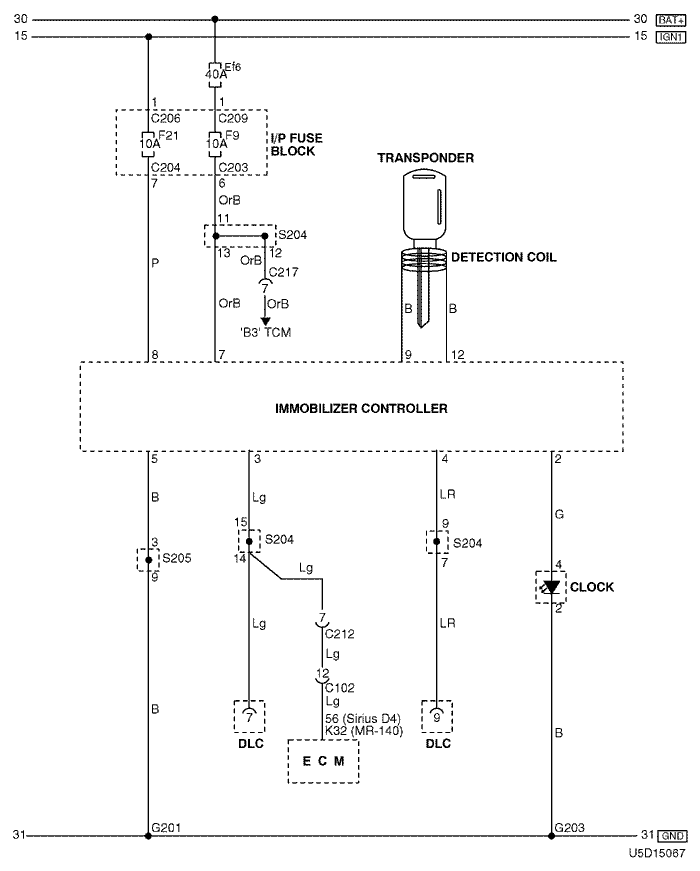 30 30 BAT+
15 15 IGN1
Ef6
40A
1 1
C206 C209
F21 F9
10A 10A
I/P FUSE
BLOCK
C204 C203
7 6
OrB
TRANSPONDER
11
S204
13 12
OrB
C217
7
P
OrB OrB
'B3' TCM
DETECTION COIL
B B
8 7 9 12
IMMOBILIZER CONTROLLER
5 3 4 2
B Lg LR G
15 9
S204 S204
14 7
3
S205
9
Lg
4
CLOCK
2
7
C212
Lg LR
Lg
12
C102
Lg
B B
7 9
56 (Sirius D4)
K32 (MR-140)
DLC DLC
E C M
G201 G203
31 31 GND
U5D15067